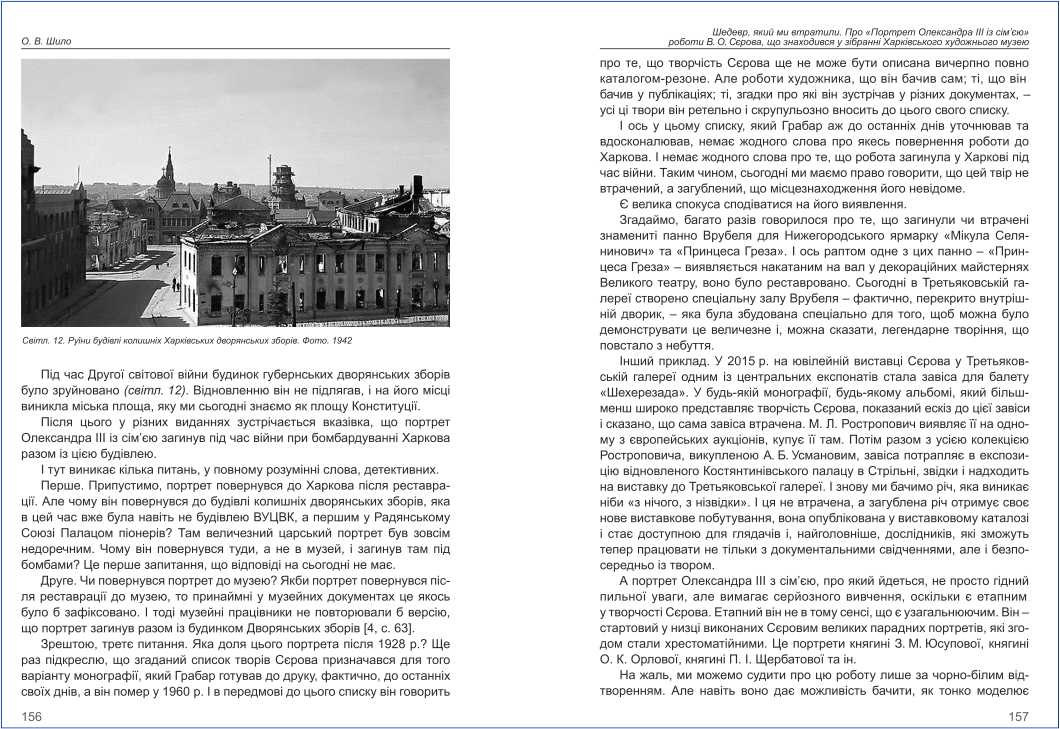 О. В. Шило
Світл. 12. Руїни будівлі колишніх Харківських дворянських зборів. Фото. 1942
Під час Другої світової війни будинок губернських дворянських зборів
було зруйновано (світл. 12). Відновленню він не підлягав, і на його місці
виникла міська площа, яку ми сьогодні знаємо як площу Конституції.
Після цього у різних виданнях зустрічається вказівка, що портрет
Олександра III із сім’єю загинув під час війни при бомбардуванні Харкова
разом із цією будівлею.
І тут виникає кілька питань, у повному розумінні слова, детективних.
Перше. Припустимо, портрет повернувся до Харкова після реставра-
ції. Але чому він повернувся до будівлі колишніх дворянських зборів, яка
в цей час вже була навіть не будівлею ВУЦВК, а першим у Радянському
Союзі Палацом піонерів? Там величезний царський портрет був зовсім
недоречним. Чому він повернувся туди, а не в музей, і загинув там під
бомбами? Це перше запитання, що відповіді на сьогодні не має.
Друге. Чи повернувся портрет до музею? Якби портрет повернувся піс-
ля реставрації до музею, то принаймні у музейних документах це якось
було б зафіксовано. І тоді музейні працівники не повторювали б версію,
що портрет загинув разом із будинком Дворянських зборів [4, с. 63].
Зрештою, третє питання. Яка доля цього портрета після 1928 р.? Ще
раз підкреслю, що згаданий список творів Сєрова призначався для того
варіанту монографії, який Грабар готував до друку, фактично, до останніх
своїх днів, а він помер у 1960 р. І в передмові до цього списку він говорить
156
Шедевр, який ми втратили. Про «Портрет Олександра III із сім’єю»
роботи В. О. Сєрова, що знаходився у зібранні Харківського художнього музею
про те, що творчість Сєрова ще не може бути описана вичерпно повно
каталогом-резоне. Але роботи художника, що він бачив сам; ті, що він
бачив у публікаціях; ті, згадки про які він зустрічав у різних документах, –
усі ці твори він ретельно і скрупульозно вносить до цього свого списку.
І ось у цьому списку, який Грабар аж до останніх днів уточнював та
вдосконалював, немає жодного слова про якесь повернення роботи до
Харкова. І немає жодного слова про те, що робота загинула у Харкові під
час війни. Таким чином, сьогодні ми маємо право говорити, що цей твір не
втрачений, а загублений, що місцезнаходження його невідоме.
Є велика спокуса сподіватися на його виявлення.
Згадаймо, багато разів говорилося про те, що загинули чи втрачені
знамениті панно Врубеля для Нижегородського ярмарку «Мікула Селя-
нинович» та «Принцеса Греза». І ось раптом одне з цих панно – «Прин-
цеса Греза» – виявляється накатаним на вал у декораційних майстернях
Великого театру, воно було реставровано. Сьогодні в Третьяковській га-
лереї створено спеціальну залу Врубеля – фактично, перекрито внутріш-
ній дворик, – яка була збудована спеціально для того, щоб можна було
демонструвати це величезне і, можна сказати, легендарне творіння, що
повстало з небуття.
Інший приклад. У 2015 р. на ювілейній виставці Сєрова у Третьяков-
ській галереї одним із центральних експонатів стала завіса для балету
«Шехерезада». У будь-якій монографії, будь-якому альбомі, який більш-
менш широко представляє творчість Сєрова, показаний ескіз до цієї завіси
і сказано, що сама завіса втрачена. М. Л. Ростропович виявляє її на одно-
му з європейських аукціонів, купує її там. Потім разом з усією колекцією
Ростроповича, викупленою А. Б. Усмановим, завіса потрапляє в експози-
цію відновленого Костянтинівського палацу в Стрільні, звідки і надходить
на виставку до Третьяковської галереї. І знову ми бачимо річ, яка виникає
ніби «з нічого, з нізвідки». І ця не втрачена, а загублена річ отримує своє
нове виставкове побутування, вона опублікована у виставковому каталозі
і стає доступною для глядачів і, найголовніше, дослідників, які зможуть
тепер працювати не тільки з документальними свідченнями, але і безпо-
середньо із твором.
А портрет Олександра III з сім’єю, про який йдеться, не просто гідний
пильної уваги, але вимагає серйозного вивчення, оскільки є етапним
у творчості Сєрова. Етапний він не в тому сенсі, що є узагальнюючим. Він –
стартовий у низці виконаних Сєровим великих парадних портретів, які зго-
дом стали хрестоматійними. Це портрети княгині З. М. Юсупової, княгині
О. К. Орлової, княгині П. І. Щербатової та ін.
На жаль, ми можемо судити про цю роботу лише за чорно-білим від-
творенням. Але навіть воно дає можливість бачити, як тонко моделює
157